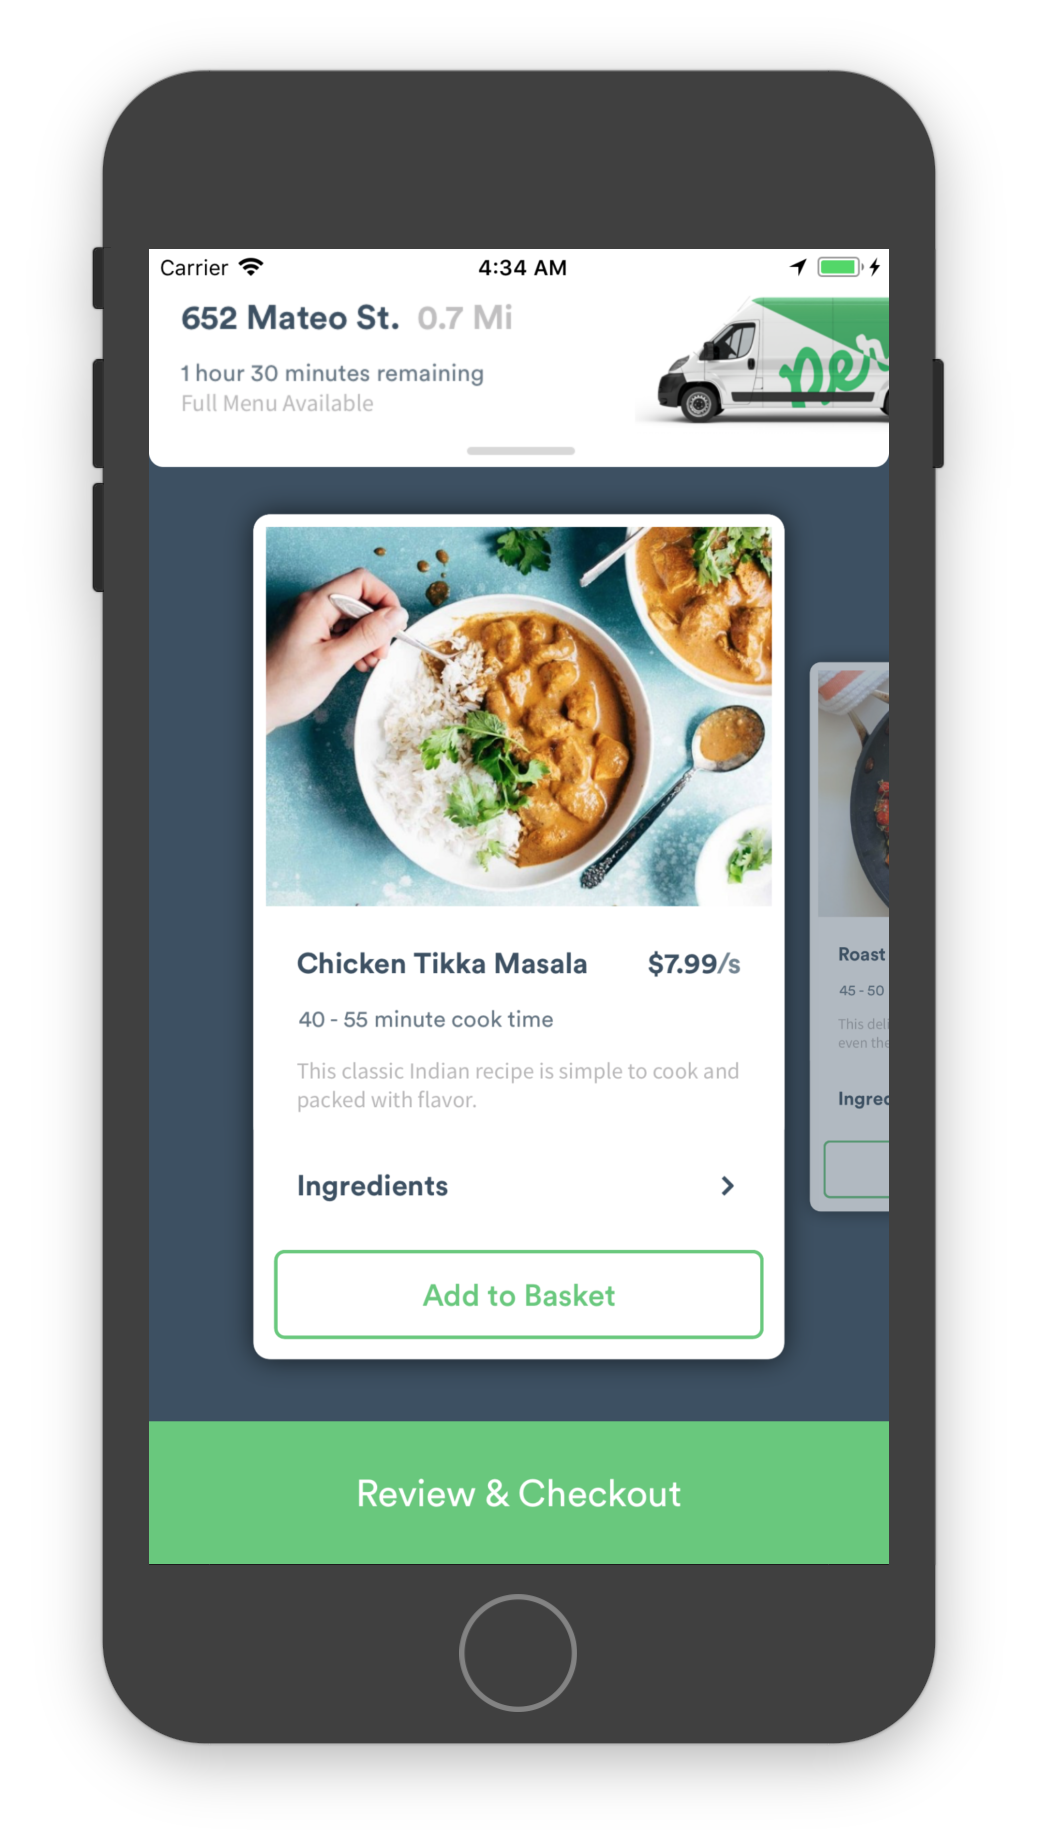 Carrier 4:34 AM
652 Mateo St. 0.7 Mi
1 hour 30 minutes remaining
Full Menu Available
per
Chicken Tikka Masala $7.99/s
40 - 55 minute cook time
This classic Indian recipe is simple to cook and
packed with flavor.
Ingredients
Add to Basket
Roast
45 - 50
This deli
even the
Ingred
Review & Checkout